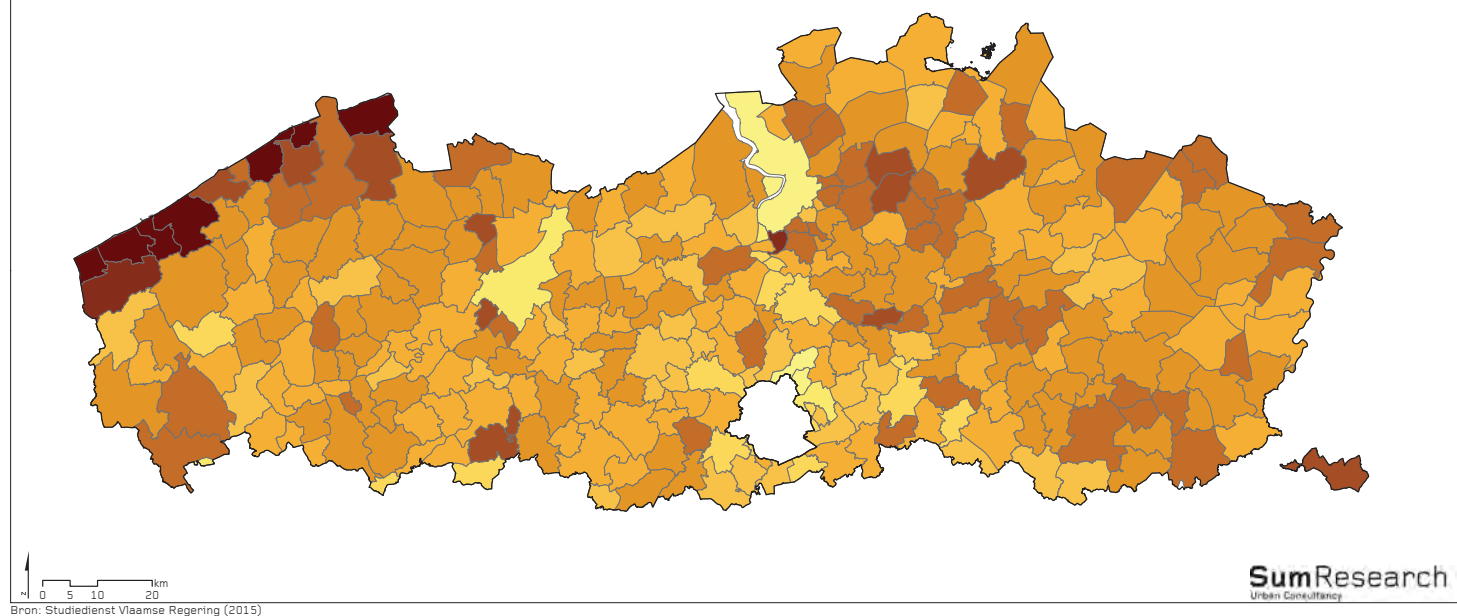 SumResearch
Urban Consultancy
N
km
0 5 10 20
Bron: Studiedienst Vlaamse Regering (2015)